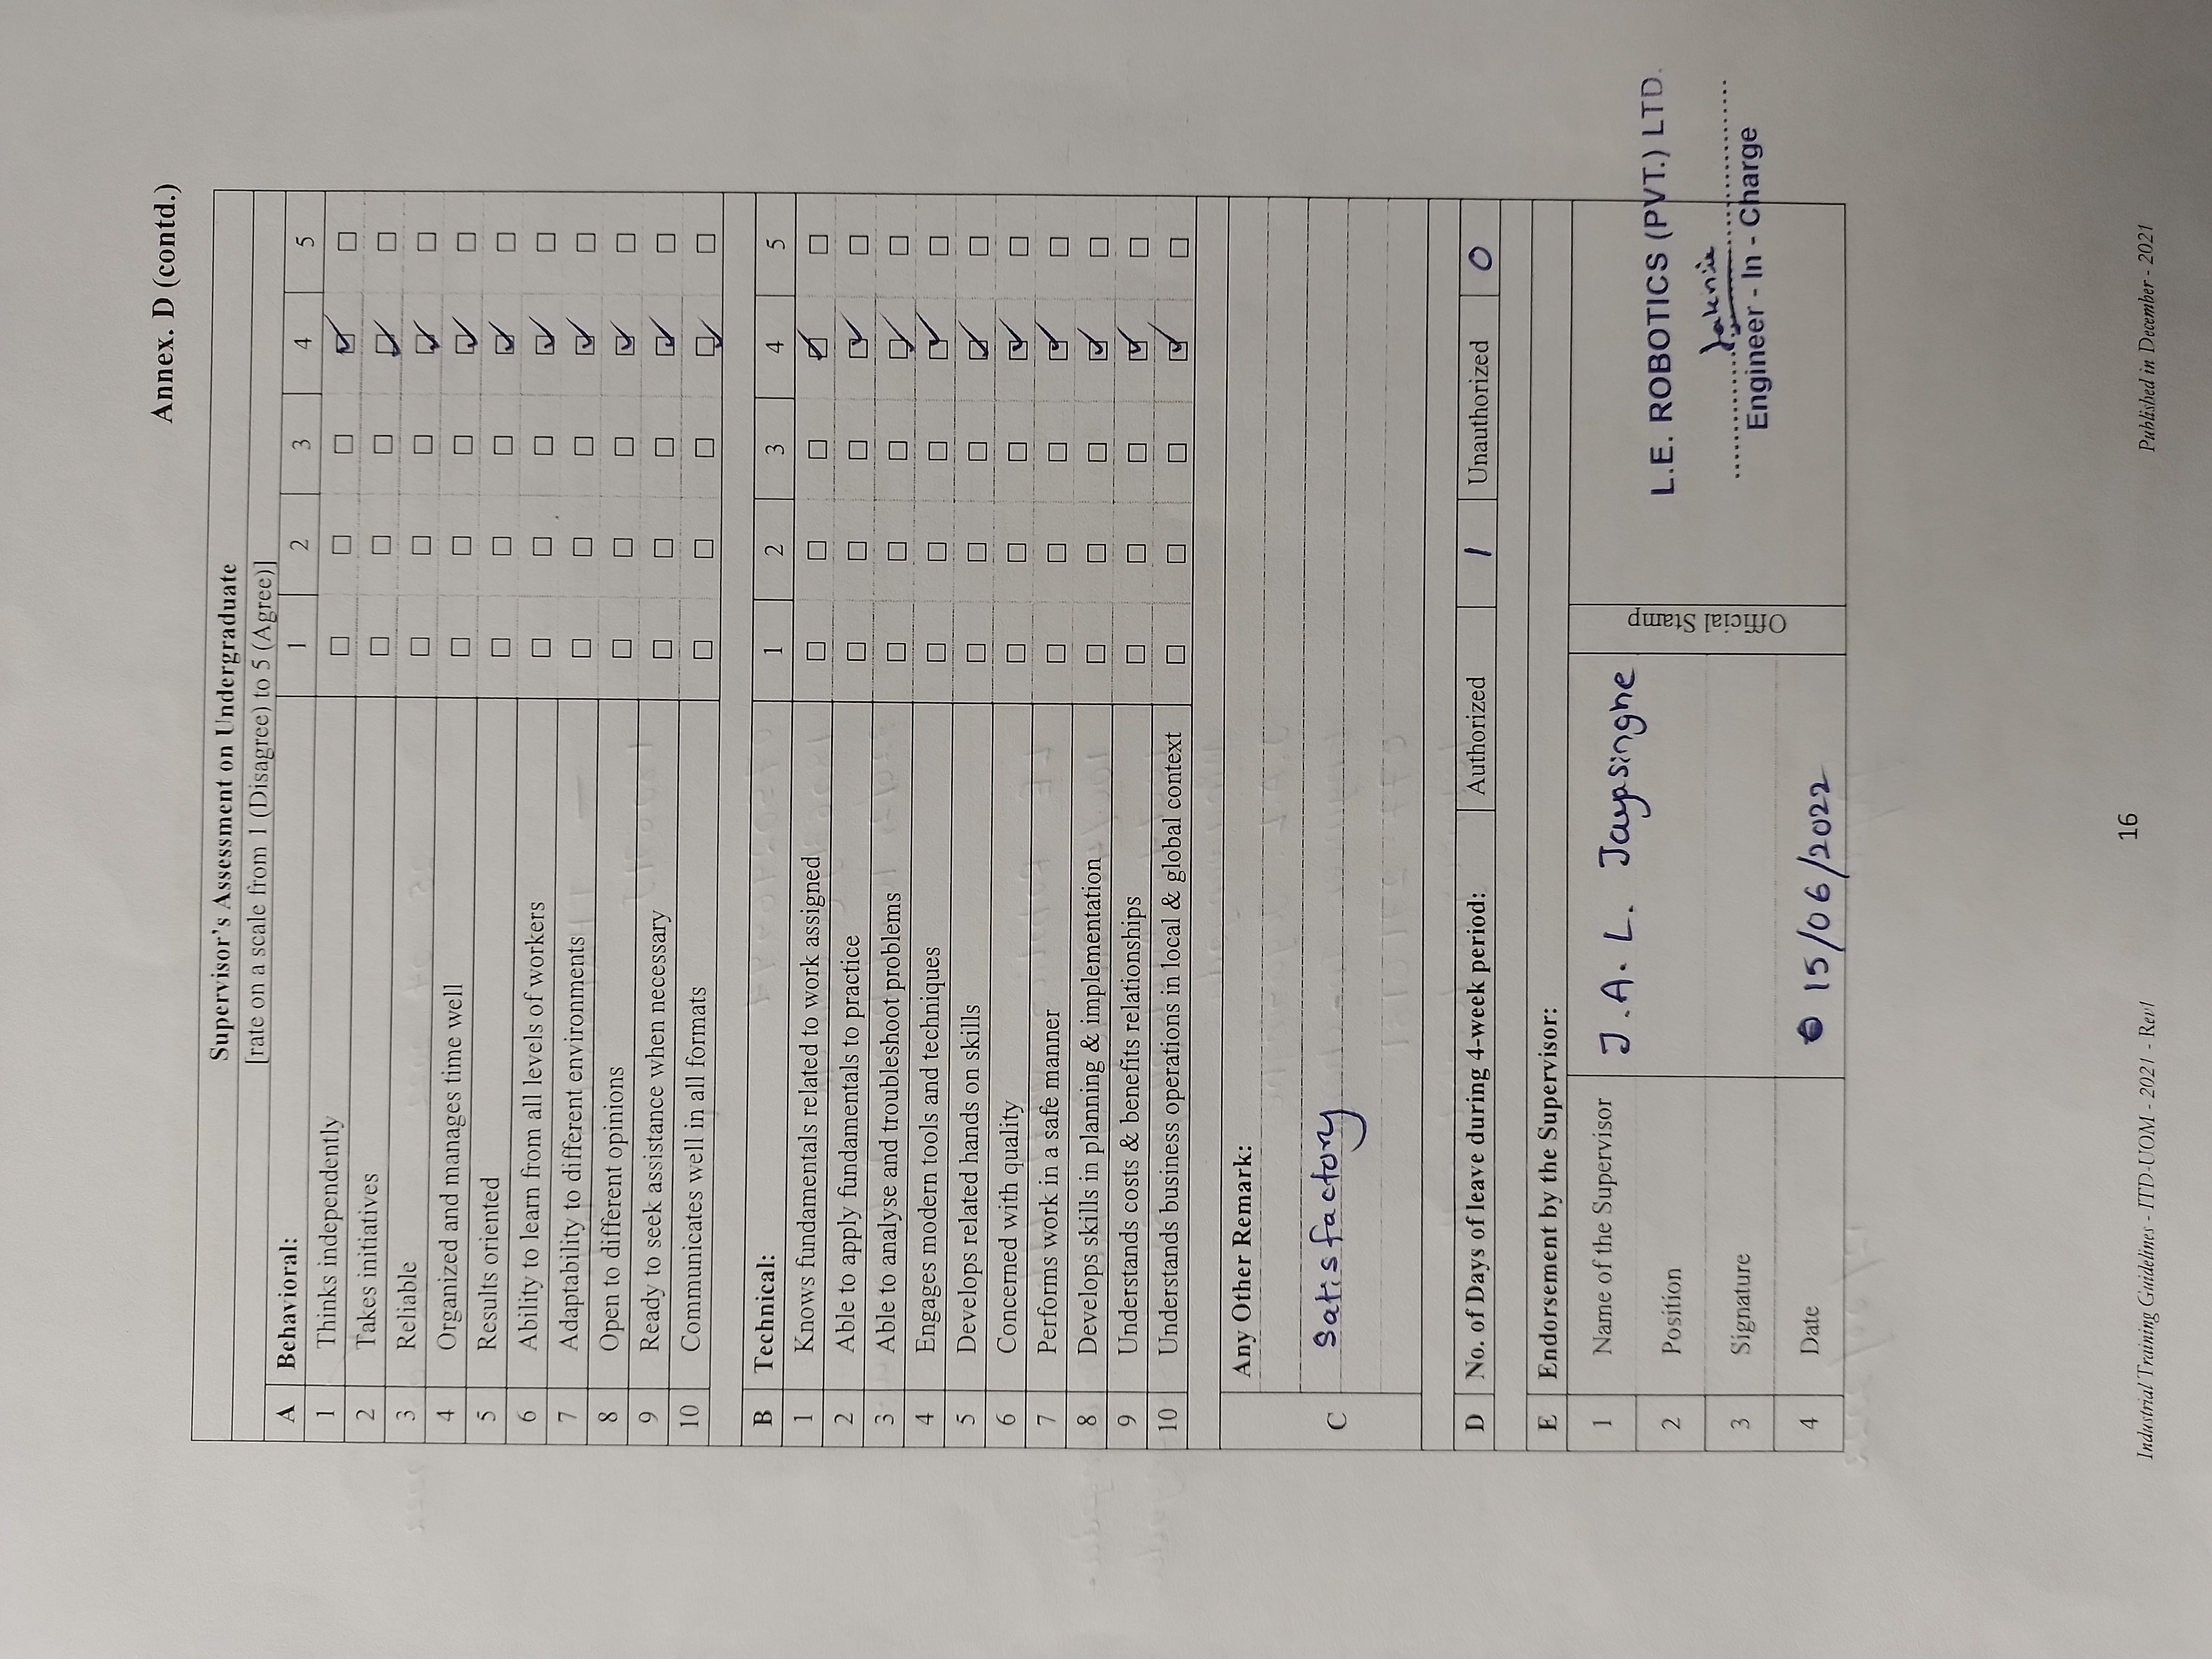 Annex. D (contd.)
Supervisor's Assessment on Undergraduate
[rate on a scale from 1 (Disagree) to 5 (Agree)]
A Behavioral: 1 2 3 4 5
1 Thinks independently ☐ ☐ ☐ ☑ ☐
2 Takes initiatives ☐ ☐ ☐ ☑ ☐
3 Reliable ☐ ☐ ☐ ☑ ☐
4 Organized and manages time well ☐ ☐ ☐ ☑ ☐
5 Results oriented ☐ ☐ ☐ ☑ ☐
6 Ability to learn from all levels of workers ☐ ☐ ☐ ☑ ☐
7 Adaptability to different environments ☐ ☐ ☐ ☑ ☐
8 Open to different opinions ☐ ☐ ☐ ☑ ☐
9 Ready to seek assistance when necessary ☐ ☐ ☐ ☑ ☐
10 Communicates well in all formats ☐ ☐ ☐ ☑ ☐
B Technical: 1 2 3 4 5
1 Knows fundamentals related to work assigned ☐ ☐ ☐ ☑ ☐
2 Able to apply fundamentals to practice ☐ ☐ ☐ ☑ ☐
3 Able to analyse and troubleshoot problems ☐ ☐ ☐ ☑ ☐
4 Engages modern tools and techniques ☐ ☐ ☐ ☑ ☐
5 Develops related hands on skills ☐ ☐ ☐ ☑ ☐
6 Concerned with quality ☐ ☐ ☐ ☑ ☐
7 Performs work in a safe manner ☐ ☐ ☐ ☑ ☐
8 Develops skills in planning & implementation ☐ ☐ ☐ ☑ ☐
9 Understands costs & benefits relationships ☐ ☐ ☐ ☑ ☐
10 Understands business operations in local & global context ☐ ☐ ☐ ☑ ☐
C Any Other Remark:
Satisfactory
D No. of Days of leave during 4-week period: Authorized 1 Unauthorized 0
E Endorsement by the Supervisor:
1 Name of the Supervisor J.A.L. Jayasinghe
2 Position
3 Signature
4 Date 15/06/2022
Official Stamp
L.E. ROBOTICS (PVT.) LTD.
Engineer - In - Charge
16
Industrial Training Guidelines - ITD-UOM - 2021 - Rev1
Published in December - 2021